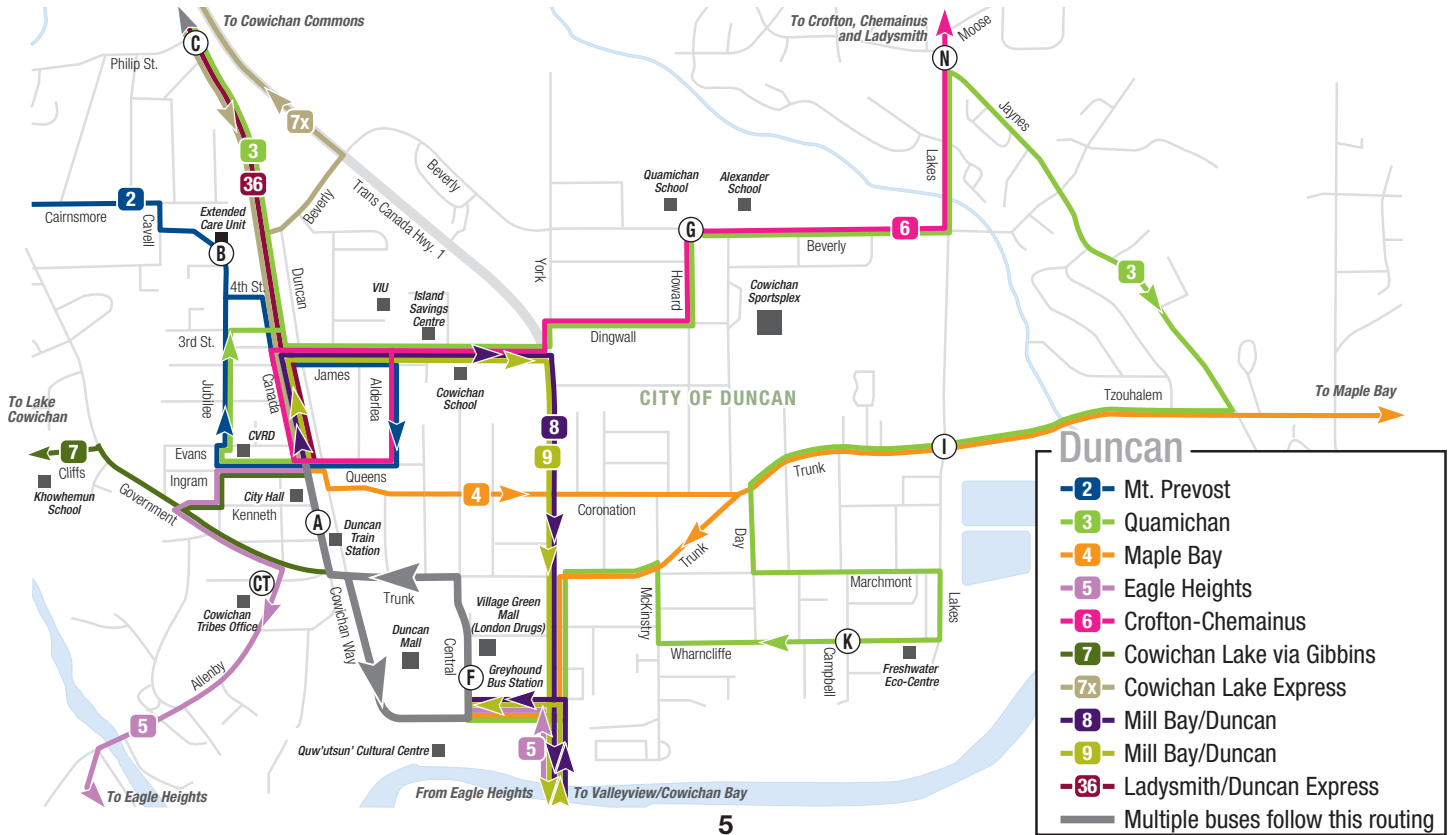 To Cowichan Commons
To Crofton, Chemainus
and Ladysmith
Moose
C
N
Philip St.
7x
Jaynes
3
36
Beverly
Beverly
Trans Canada Hwy. 1
Lakes
Quamichan
School
Alexander
School
2
Cairnsmore
Cavell
Extended
Care Unit
B
G
6
Beverly
York
Howard
Duncan
4th St.
VIU
Island
Savings
Centre
Cowichan
Sportsplex
3
3rd St.
Dingwall
James
Canada
Alderlea
Jubilee
Cowichan
School
CITY OF DUNCAN
Tzouhalem
To Maple Bay
To Lake
Cowichan
8
9
CVRD
7
Cliffs
Evans
Queens
I
Trunk
Khowhemun
School
Ingram
Government
City Hall
Kenneth
4
Coronation
A
Duncan
Train
Station
Trunk
Day
CT
Cowichan
Tribes Office
Cowichan Way
Trunk
Marchmont
Lakes
McKinstry
Village Green
Mall
(London Drugs)
Duncan
Mall
Central
Wharncliffe
K
Campbell
Freshwater
Eco-Centre
Allenby
F
Greyhound
Bus Station
5
Quw'utsun' Cultural Centre
5
To Eagle Heights
From Eagle Heights
To Valleyview/Cowichan Bay
Duncan
2 Mt. Prevost
3 Quamichan
4 Maple Bay
5 Eagle Heights
6 Crofton-Chemainus
7 Cowichan Lake via Gibbins
7x Cowichan Lake Express
8 Mill Bay/Duncan
9 Mill Bay/Duncan
36 Ladysmith/Duncan Express
Multiple buses follow this routing
5